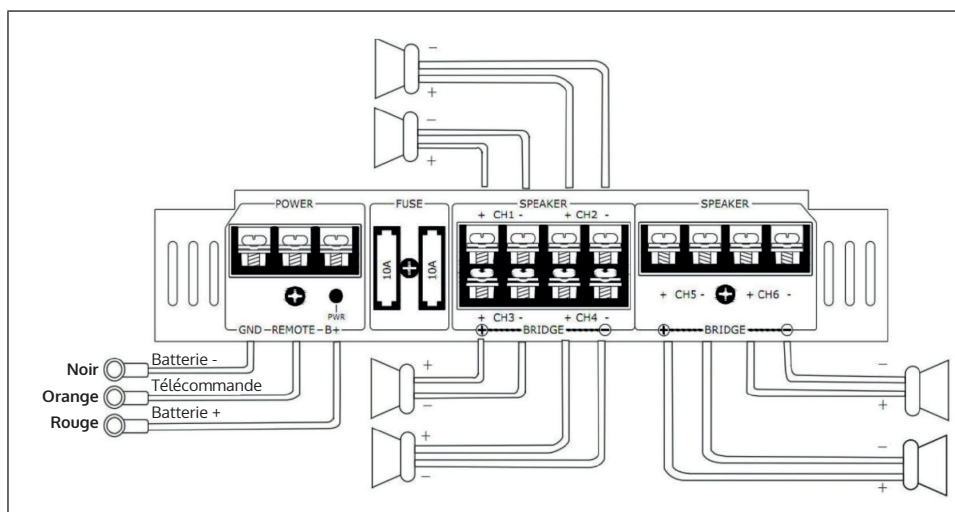 -
+
-
+
POWER FUSE SPEAKER SPEAKER
+ CH1 - + CH2 -
10A 10A
+ CH5 - + CH6 -
PWR
+ CH3 - + CH4 -
GND -REMOTE -B+ ⊕ BRIDGE ⊖ ⊕ BRIDGE ⊖
Noir Batterie -
Orange Télécommande
Rouge Batterie +
+
-
+
-
-
+
-
+